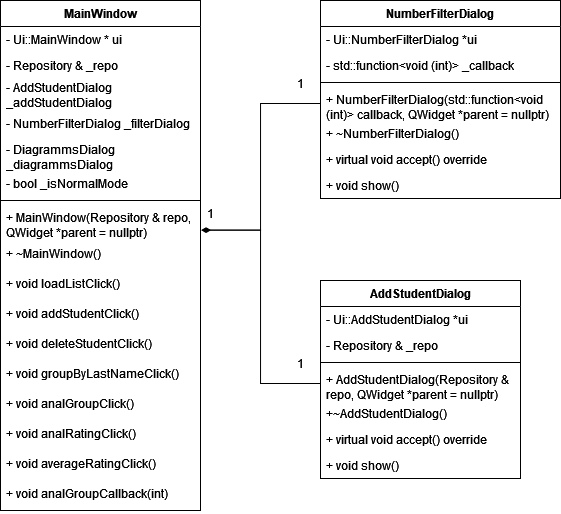 MainWindow
- Ui::MainWindow * ui
- Repository & _repo
- AddStudentDialog
_addStudentDialog
- NumberFilterDialog _filterDialog
- DiagrammsDialog
_diagrammsDialog
- bool _isNormalMode
+ MainWindow(Repository & repo,
QWidget *parent = nullptr)
+ ~MainWindow()
+ void loadListClick()
+ void addStudentClick()
+ void deleteStudentClick()
+ void groupByLastNameClick()
+ void analGroupClick()
+ void analRatingClick()
+ void averageRatingClick()
+ void analGroupCallback(int)
1
1
1
NumberFilterDialog
- Ui::NumberFilterDialog *ui
- std::function<void (int)> _callback
+ NumberFilterDialog(std::function<void
(int)> callback, QWidget *parent = nullptr)
+ ~NumberFilterDialog()
+ virtual void accept() override
+ void show()
AddStudentDialog
- Ui::AddStudentDialog *ui
- Repository & _repo
+ AddStudentDialog(Repository &
repo, QWidget *parent = nullptr)
+~AddStudentDialog()
+ virtual void accept() override
+ void show()